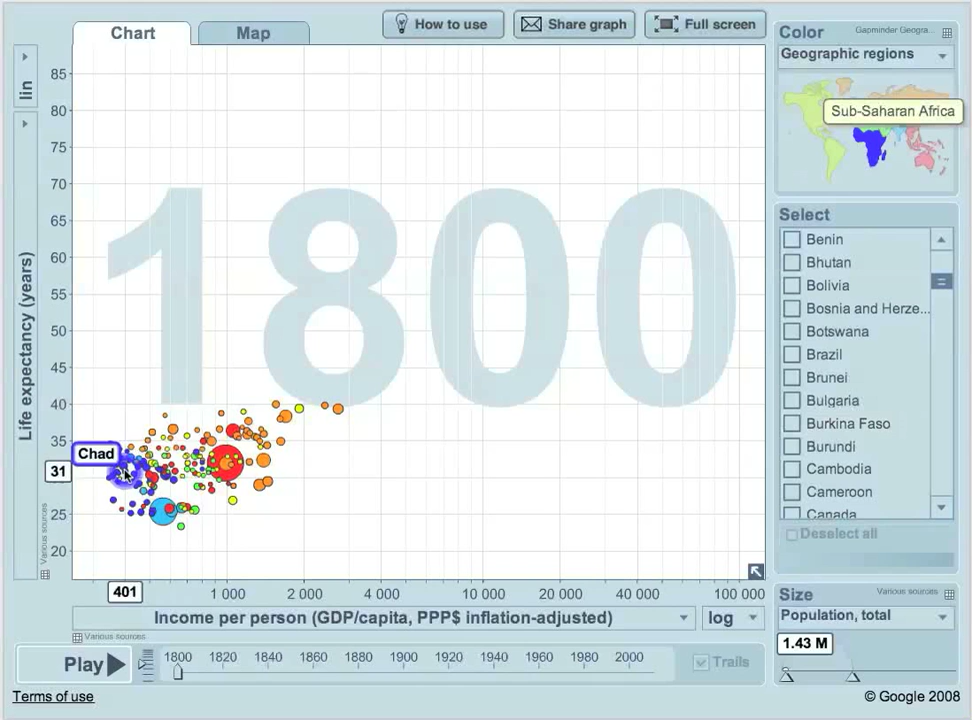 Chart
Map
How to use
Share graph
Full screen
Color
Gapminder Geogra...
Geographic regions
Sub-Saharan Africa
lin
Life expectancy (years)
Various sources
85
80
75
70
65
60
55
50
45
40
35
31
25
20
1800
Chad
Select
Benin
Bhutan
Bolivia
Bosnia and Herze...
Botswana
Brazil
Brunei
Bulgaria
Burkina Faso
Burundi
Cambodia
Cameroon
Canada
Deselect all
401
1 000
2 000
4 000
10 000
20 000
40 000
Income per person (GDP/capita, PPP$ inflation-adjusted)
log
Various sources
Size
Various sources
Population, total
1.43 M
Play
1800 1820 1840 1860 1880 1900 1920 1940 1960 1980 2000
Trails
Terms of use
© Google 2008